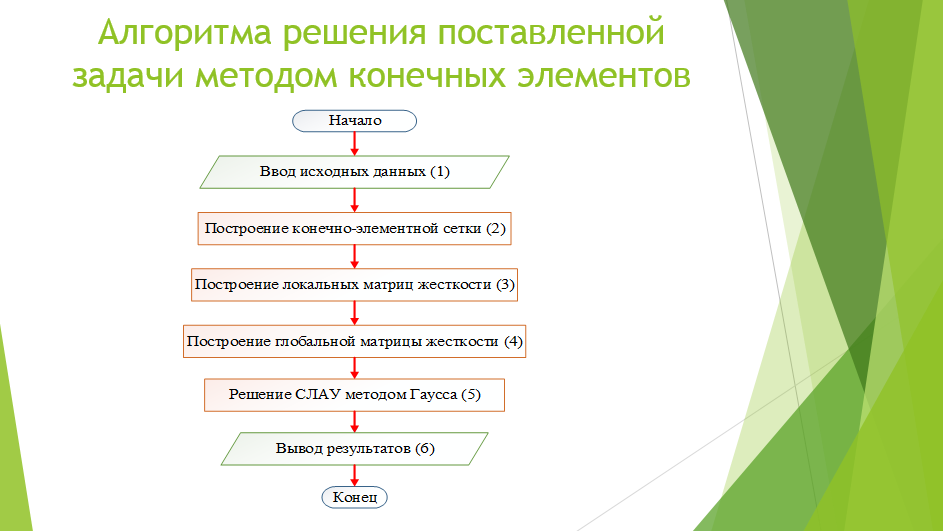 Алгоритма решения поставленной
задачи методом конечных элементов
Начало
Ввод исходных данных (1)
Построение конечно-элементной сетки (2)
Построение локальных матриц жесткости (3)
Построение глобальной матрицы жесткости (4)
Решение СЛАУ методом Гаусса (5)
Вывод результатов (6)
Конец